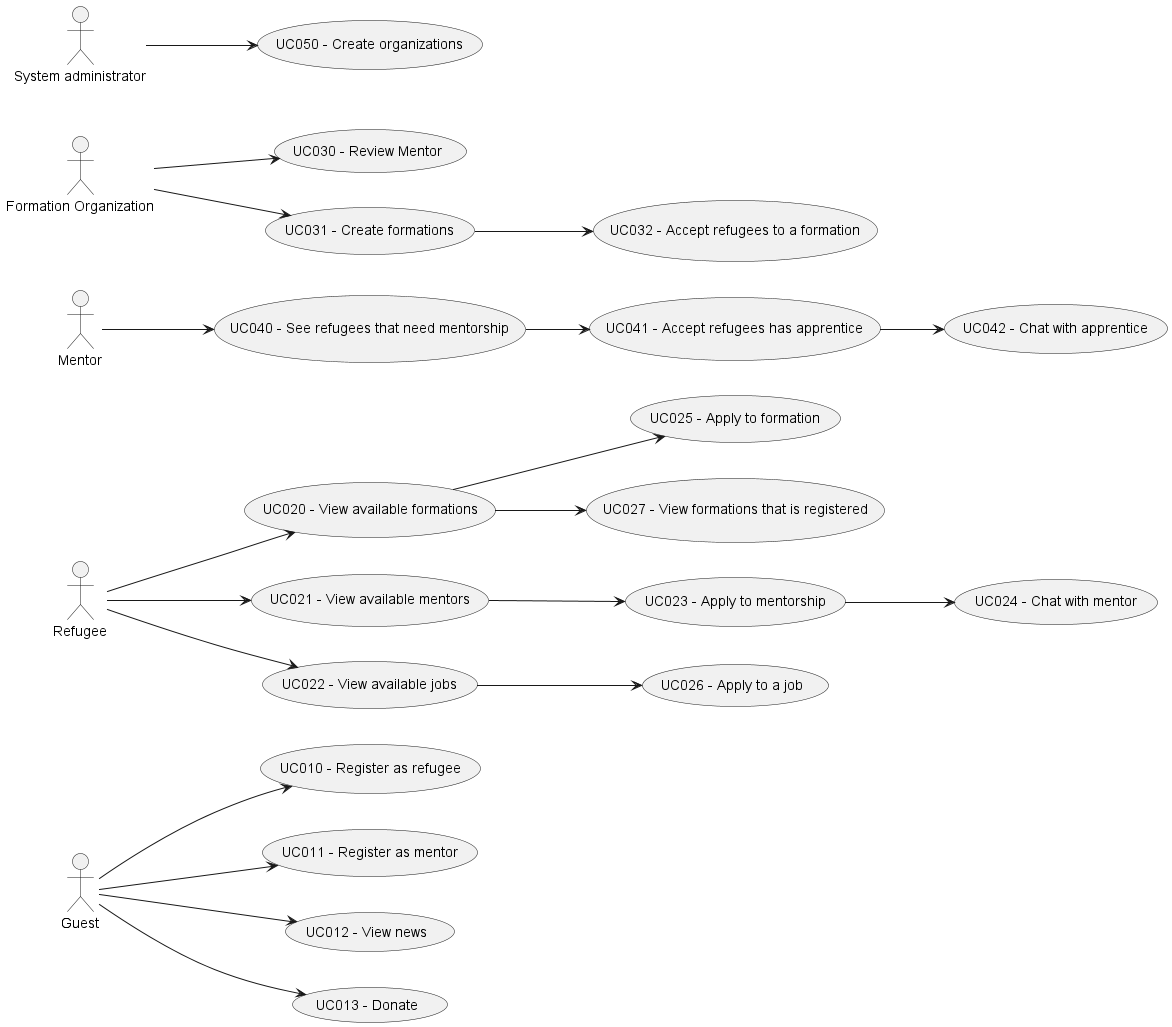 System administrator
UC050 - Create organizations
Formation Organization
UC030 - Review Mentor
UC031 - Create formations
UC032 - Accept refugees to a formation
Mentor
UC040 - See refugees that need mentorship
UC041 - Accept refugees has apprentice
UC042 - Chat with apprentice
Refugee
UC025 - Apply to formation
UC020 - View available formations
UC027 - View formations that is registered
UC021 - View available mentors
UC023 - Apply to mentorship
UC024 - Chat with mentor
UC022 - View available jobs
UC026 - Apply to a job
Guest
UC010 - Register as refugee
UC011 - Register as mentor
UC012 - View news
UC013 - Donate